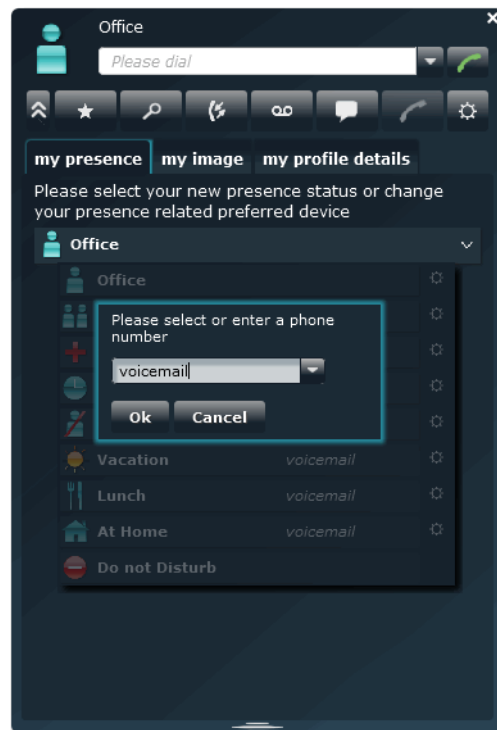 Office
Please dial
my presence my image my profile details
Please select your new presence status or change
your presence related preferred device
Office
Office
Please select or enter a phone
number
voicemail
Ok Cancel
Vacation voicemail
Lunch voicemail
At Home voicemail
Do not Disturb